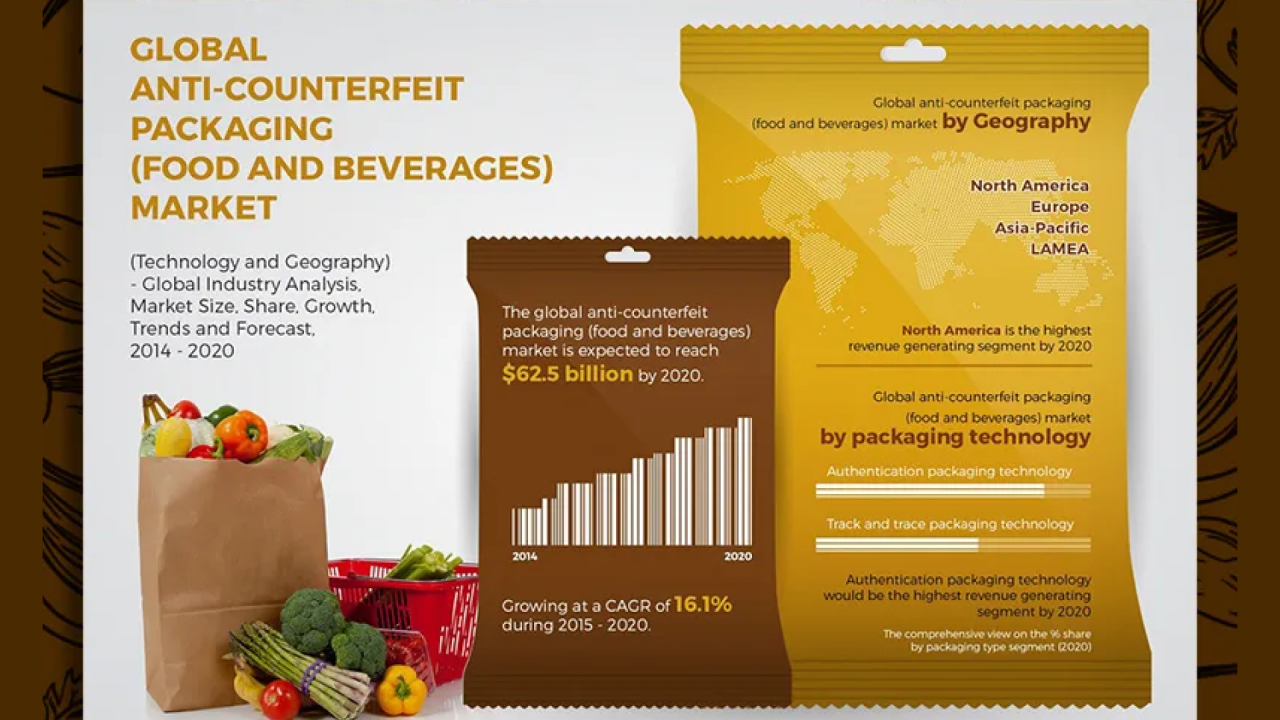 GLOBAL
ANTI-COUNTERFEIT
PACKAGING
(FOOD AND BEVERAGES)
MARKET
(Technology and Geography)
- Global Industry Analysis,
Market Size, Share, Growth,
Trends and Forecast,
2014 - 2020
The global anti-counterfeit
packaging (food and beverages)
market is expected to reach
$62.5 billion by 2020.
2014 2020
Growing at a CAGR of 16.1%
during 2015 - 2020.
Global anti-counterfeit packaging
(food and beverages) market by Geography
North America
Europe
Asia-Pacific
LAMEA
North America is the highest
revenue generating segment by 2020
Global anti-counterfeit packaging
(food and beverages) market
by packaging technology
Authentication packaging technology
Track and trace packaging technology
Authentication packaging technology
would be the highest revenue generating
segment by 2020
The comprehensive view on the % share
by packaging type segment (2020)